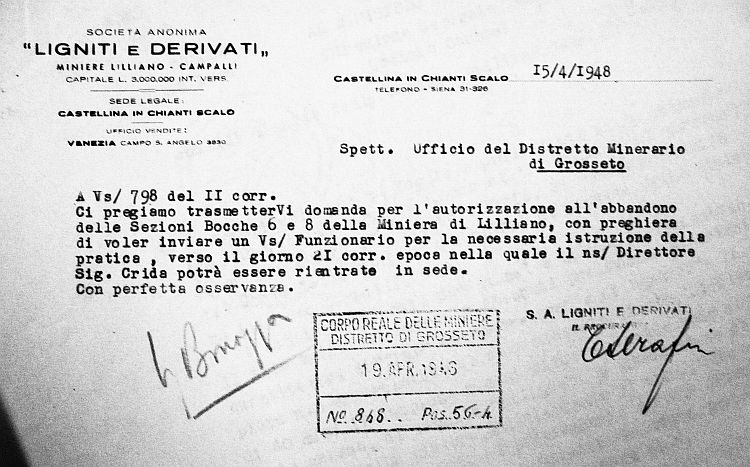 SOCIETÀ ANONIMA
"LIGNITI E DERIVATI„
MINIERE LILLIANO - CAMPALLI
CAPITALE L. 3.000.000 INT. VERS.
SEDE LEGALE:
CASTELLINA IN CHIANTI SCALO
UFFICIO VENDITE:
VENEZIA CAMPO S. ANGELO 3830
CASTELLINA IN CHIANTI SCALO 15/4/1948
TELEFONO - SIENA 31-326
Spett. Ufficio del Distretto Minerario
di Grosseto
A Vs/ 798 del II corr.
Ci pregiamo trasmetterVi domanda per l'autorizzazione all'abbandono
delle Sezioni Bocche 6 e 8 della Miniera di Lilliano, con preghiera
di voler inviare un Vs/ Funzionario per la necessaria istruzione della
pratica , verso il giorno 2I corr. epoca nella quale il ns/ Direttore
Sig. Crida potrà essere rientrato in sede.
Con perfetta osservanza.
CORPO REALE DELLE MINIERE
DISTRETTO DI GROSSETO
19.APR.1948
No. 848.. Pos. 56-4
S. A. LIGNITI E DERIVATI